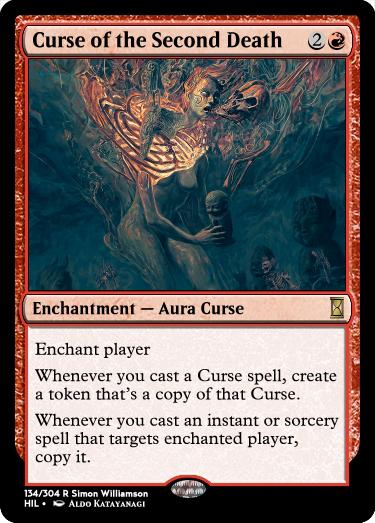 Curse of the Second Death 2
Enchantment — Aura Curse
Enchant player
Whenever you cast a Curse spell, create
a token that's a copy of that Curse.
Whenever you cast an instant or sorcery
spell that targets enchanted player,
copy it.
134/304 R Simon Williamson
HIL • Aldo Katayanagi